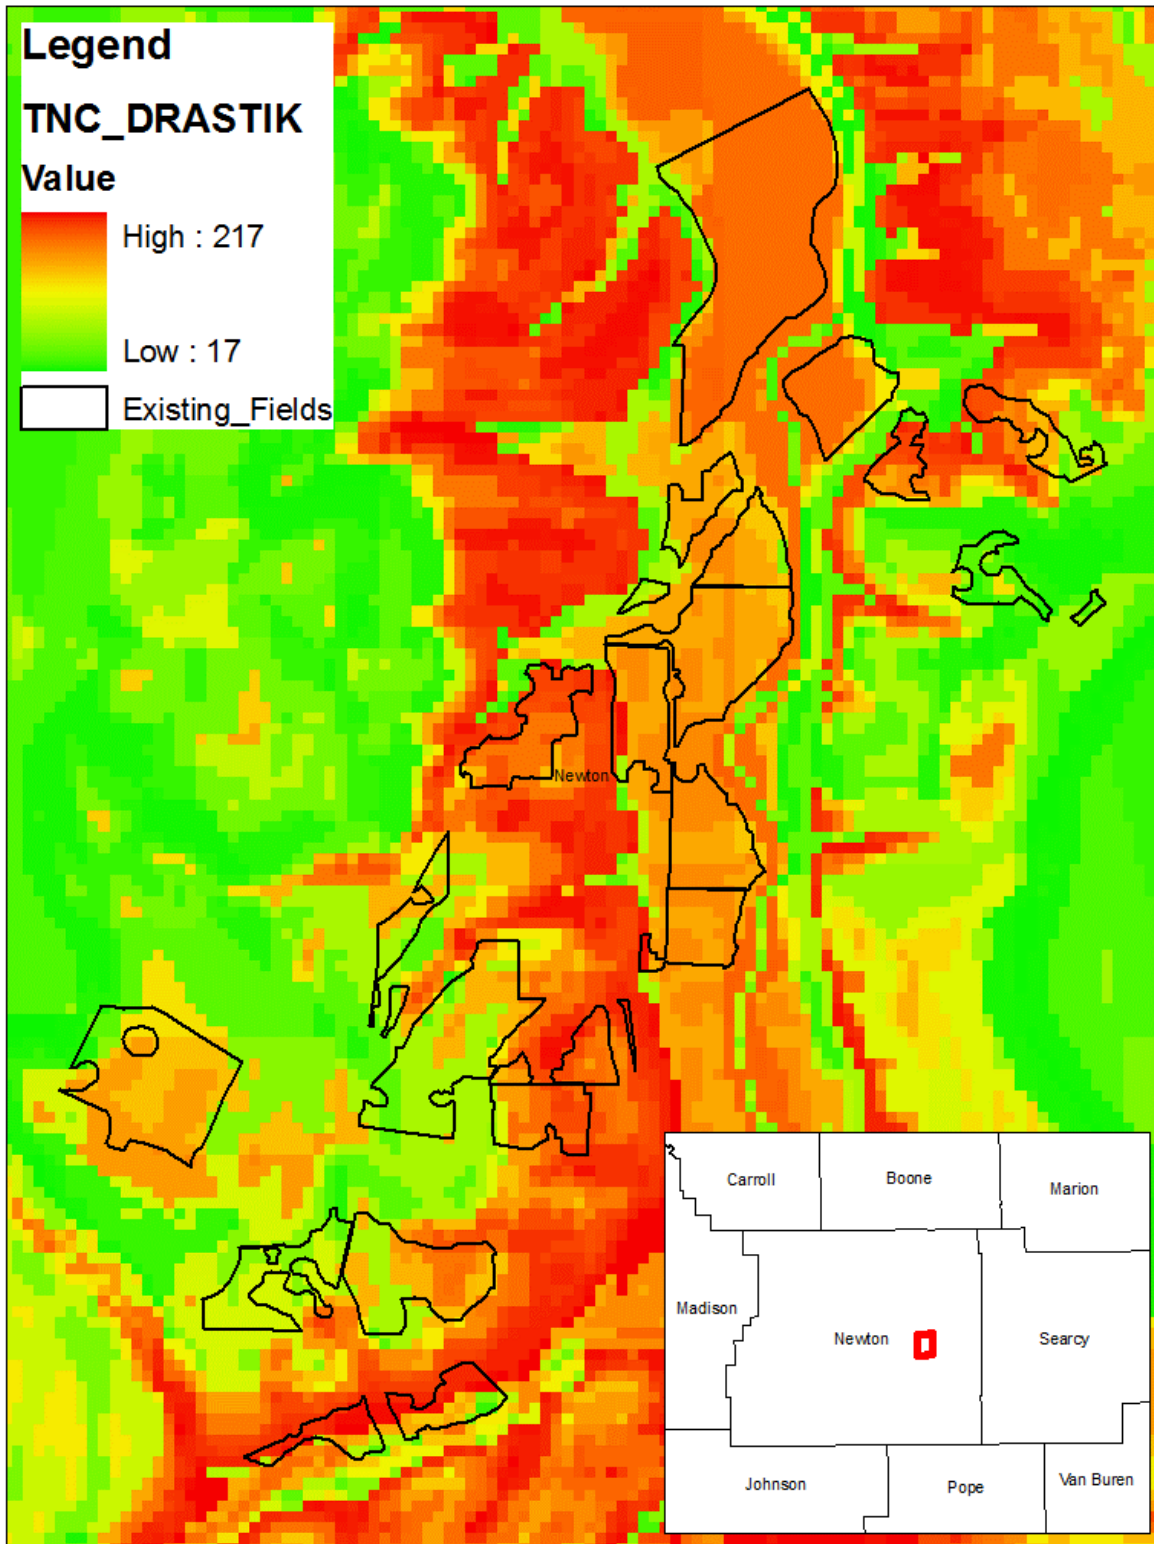 Legend
TNC_DRASTIK
Value
High : 217
Low : 17
Existing_Fields
Newton
Carroll
Boone
Marion
Madison
Newton
Searcy
Johnson
Pope
Van Buren